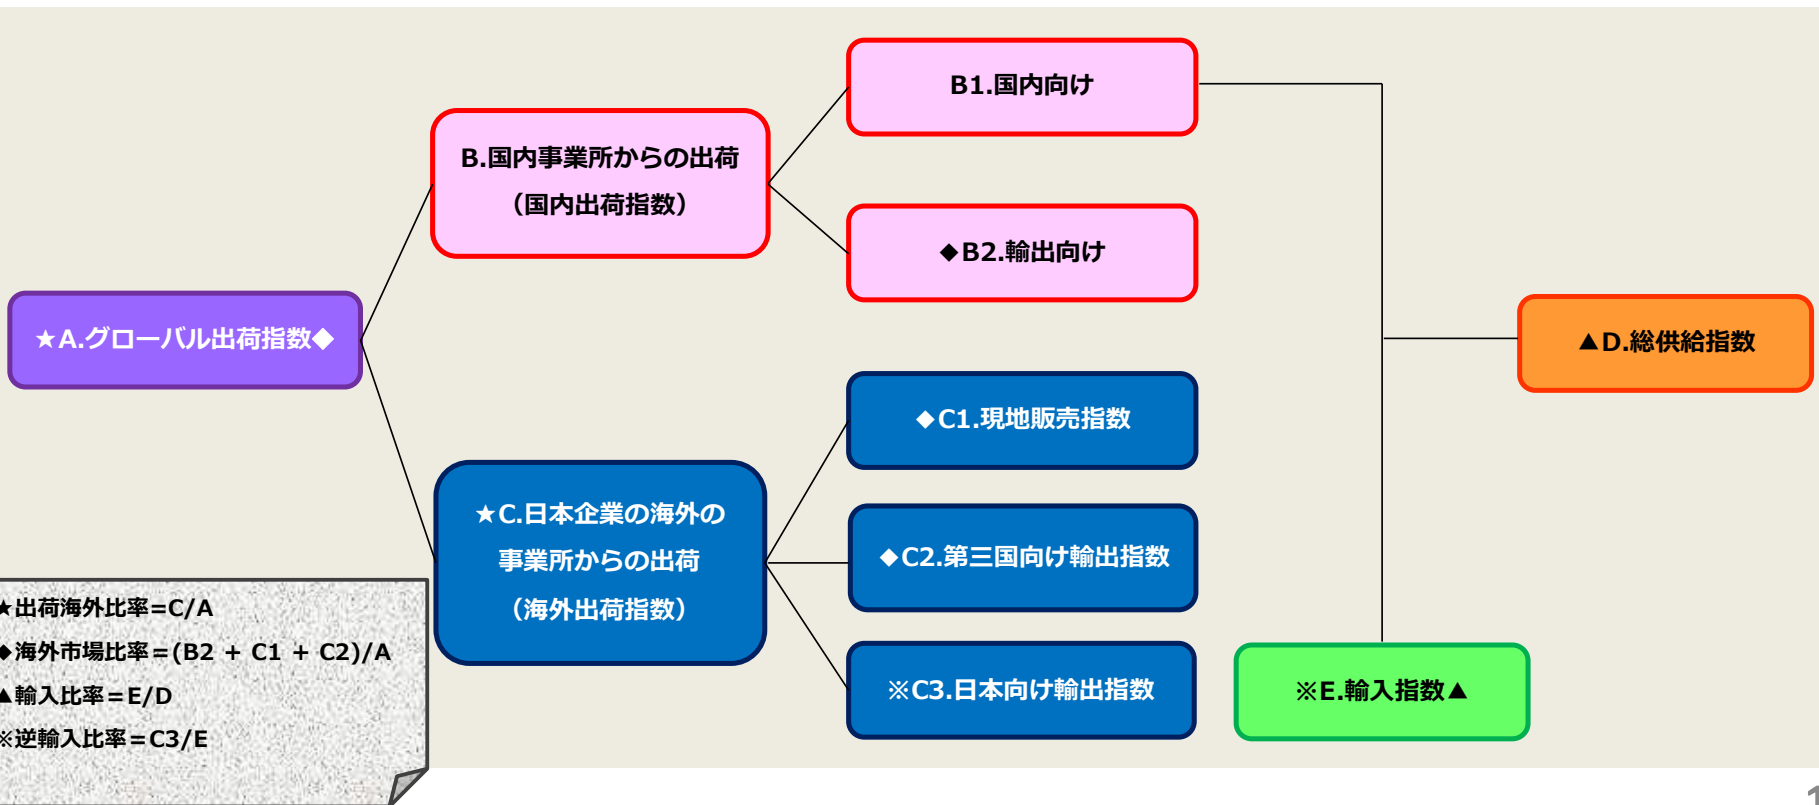 B1.国内向け
B.国内事業所からの出荷
（国内出荷指数）
◆B2.輸出向け
★A.グローバル出荷指数◆
▲D.総供給指数
◆C1.現地販売指数
★C.日本企業の海外の
事業所からの出荷
（海外出荷指数）
◆C2.第三国向け輸出指数
※C3.日本向け輸出指数
※E.輸入指数▲
★出荷海外比率＝C/A
◆海外市場比率＝(B2 + C1 + C2)/A
▲輸入比率＝E/D
※逆輸入比率＝C3/E